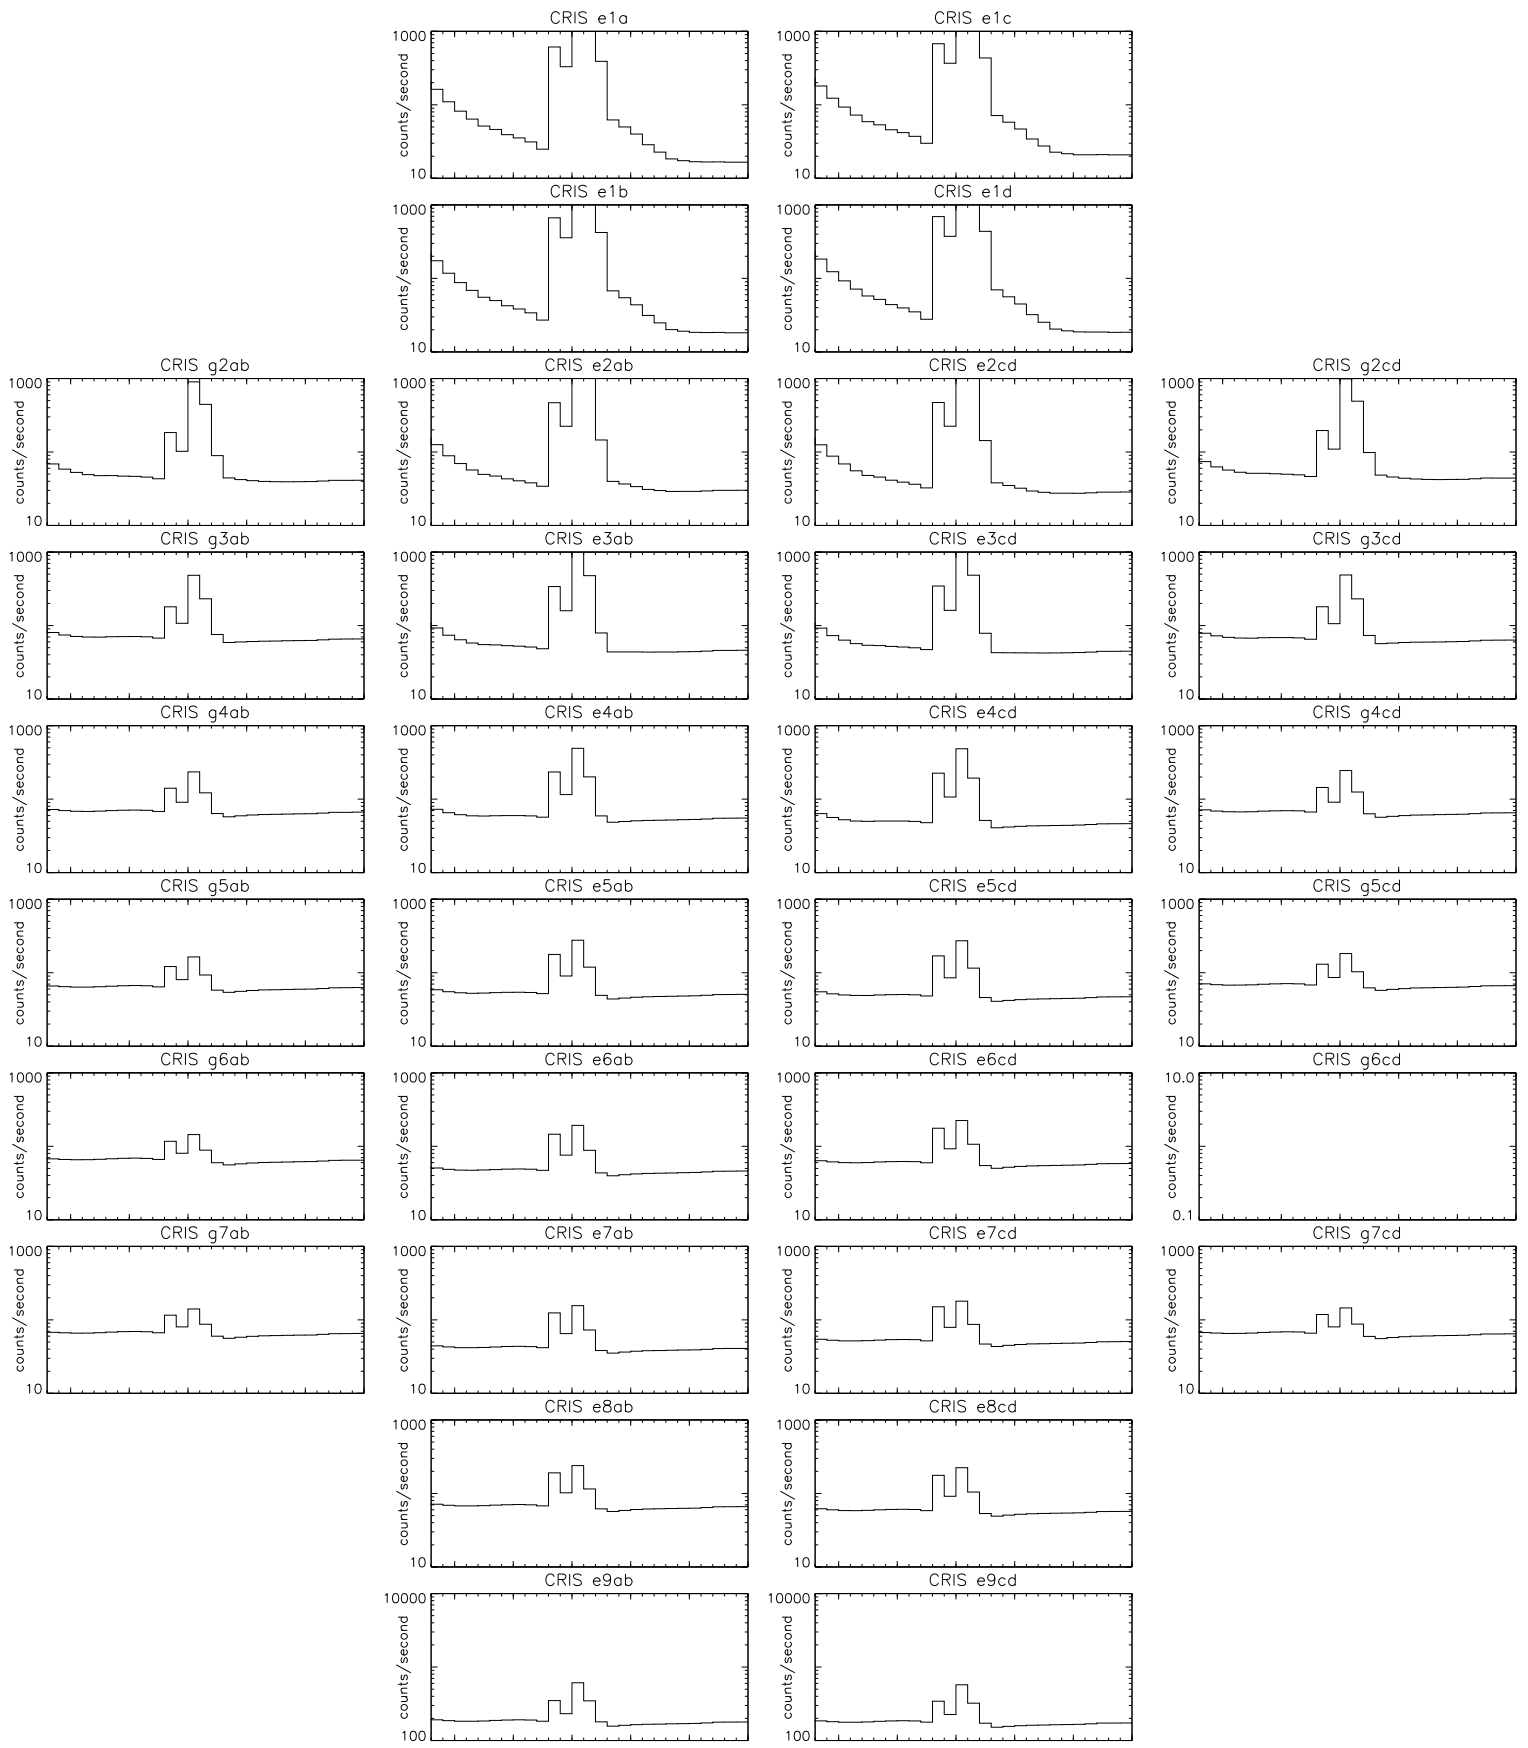 CRIS e1a
CRIS e1c
1000
counts/second
10
1000
counts/second
10
CRIS e1b
CRIS e1d
1000
counts/second
10
1000
counts/second
10
CRIS g2ab
CRIS e2ab
CRIS e2cd
CRIS g2cd
1000
counts/second
10
1000
counts/second
10
1000
counts/second
10
1000
counts/second
10
CRIS g3ab
CRIS e3ab
CRIS e3cd
CRIS g3cd
1000
counts/second
10
1000
counts/second
10
1000
counts/second
10
1000
counts/second
10
CRIS g4ab
CRIS e4ab
CRIS e4cd
CRIS g4cd
1000
counts/second
10
1000
counts/second
10
1000
counts/second
10
1000
counts/second
10
CRIS g5ab
CRIS e5ab
CRIS e5cd
CRIS g5cd
1000
counts/second
10
1000
counts/second
10
1000
counts/second
10
1000
counts/second
10
CRIS g6ab
CRIS e6ab
CRIS e6cd
CRIS g6cd
1000
counts/second
10
1000
counts/second
10
1000
counts/second
10
10.0
counts/second
0.1
CRIS g7ab
CRIS e7ab
CRIS e7cd
CRIS g7cd
1000
counts/second
10
1000
counts/second
10
1000
counts/second
10
1000
counts/second
10
CRIS e8ab
CRIS e8cd
1000
counts/second
10
1000
counts/second
10
CRIS e9ab
CRIS e9cd
10000
counts/second
100
10000
counts/second
100